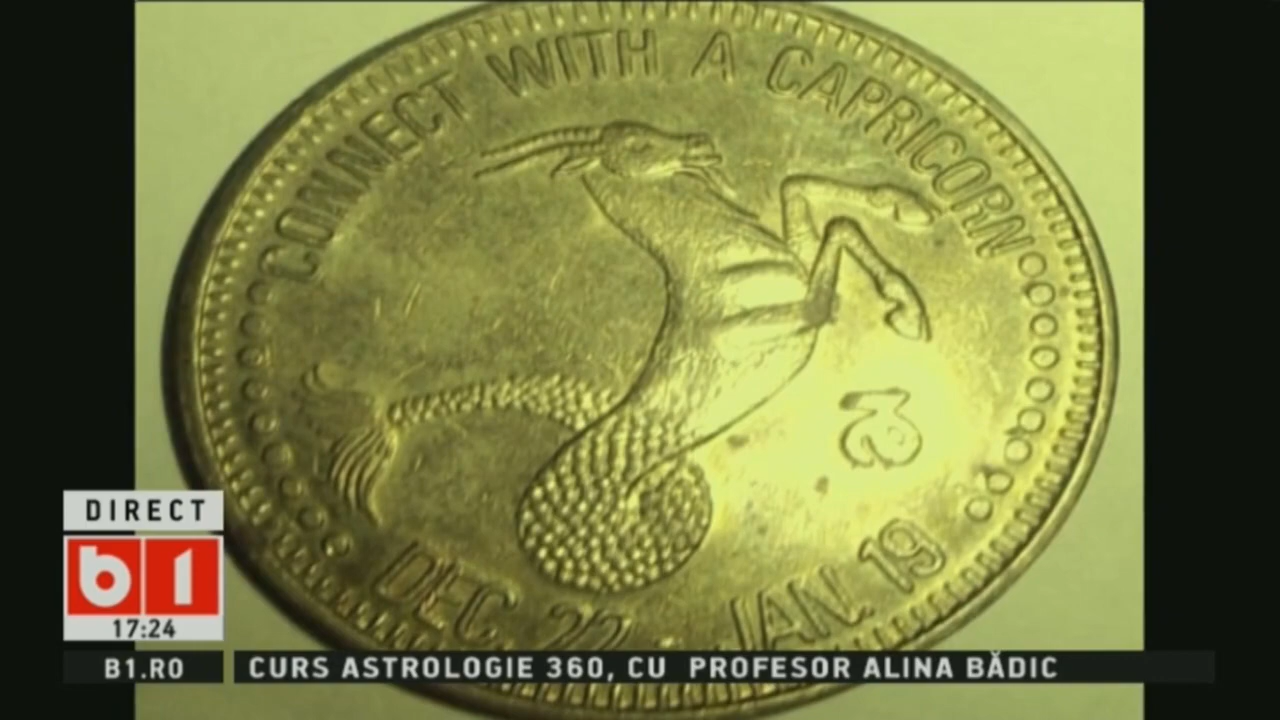 CONNECT WITH A CAPRICORN
DEC. 22 - JAN. 19
DIRECT
b1
17:24
B1.RO
CURS ASTROLOGIE 360, CU PROFESOR ALINA BĂDIC